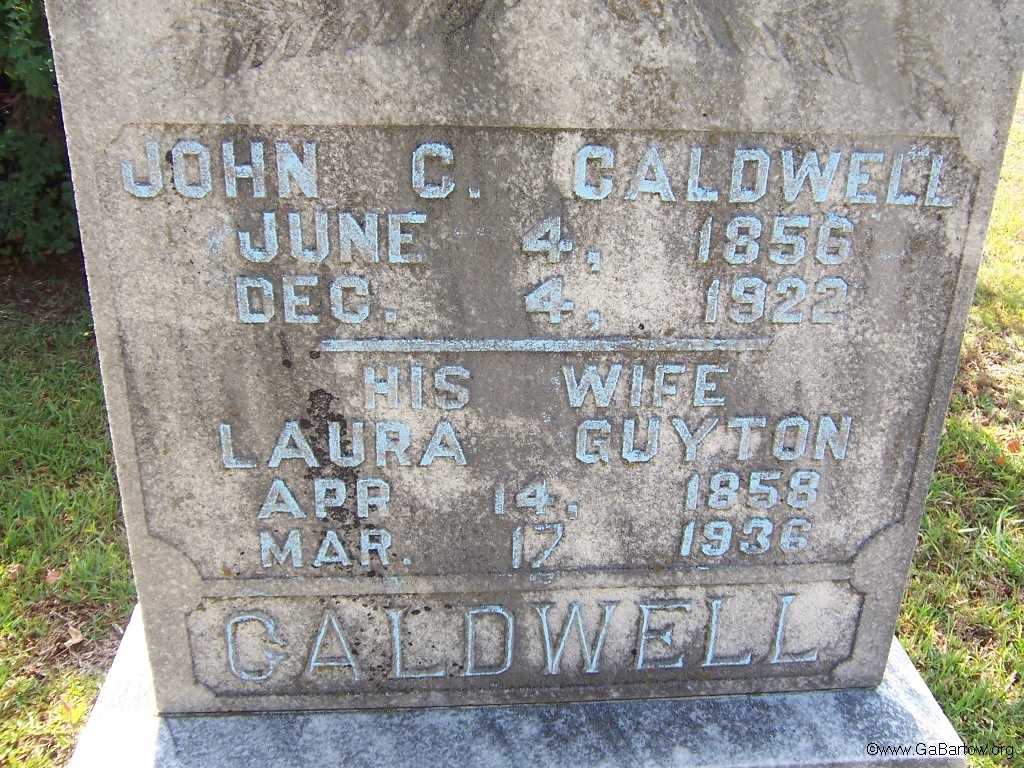 JOHN C. CALDWELL
JUNE 4, 1856
DEC. 4, 1922
HIS WIFE
LAURA GUYTON
APR 14, 1858
MAR. 17 1936
CALDWELL
©www.GaBartow.org